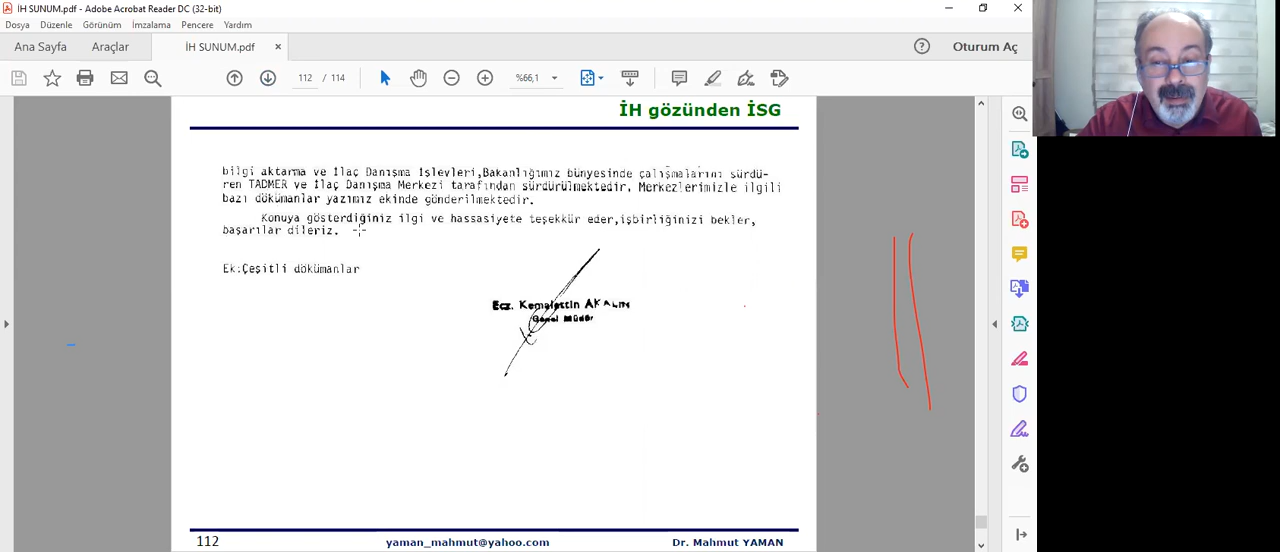 İH SUNUM.pdf - Adobe Acrobat Reader DC (32-bit)
Dosya Düzenle Görünüm İmzalama Pencere Yardım
Ana Sayfa Araçlar İH SUNUM.pdf × Oturum Aç
112 / 114 %66,1
İH gözünden İSG
bilgi aktarma ve İlaç Danışma İşlevleri,Bakanlığımız bünyesinde çalışmalarını sürdü-
ren TADMER ve İlaç Danışma Merkezi tarafından sürdürülmektedir. Merkezlerimizle ilgili
bazı dökümanlar yazımız ekinde gönderilmektedir.
Konuya gösterdiğiniz ilgi ve hassasiyete teşekkür eder,işbirliğinizi bekler,
başarılar dileriz.
Ek:Çeşitli dökümanlar
Ecz. Kemalettin AKALIN
Genel Müdür
112 yaman_mahmut@yahoo.com Dr. Mahmut YAMAN